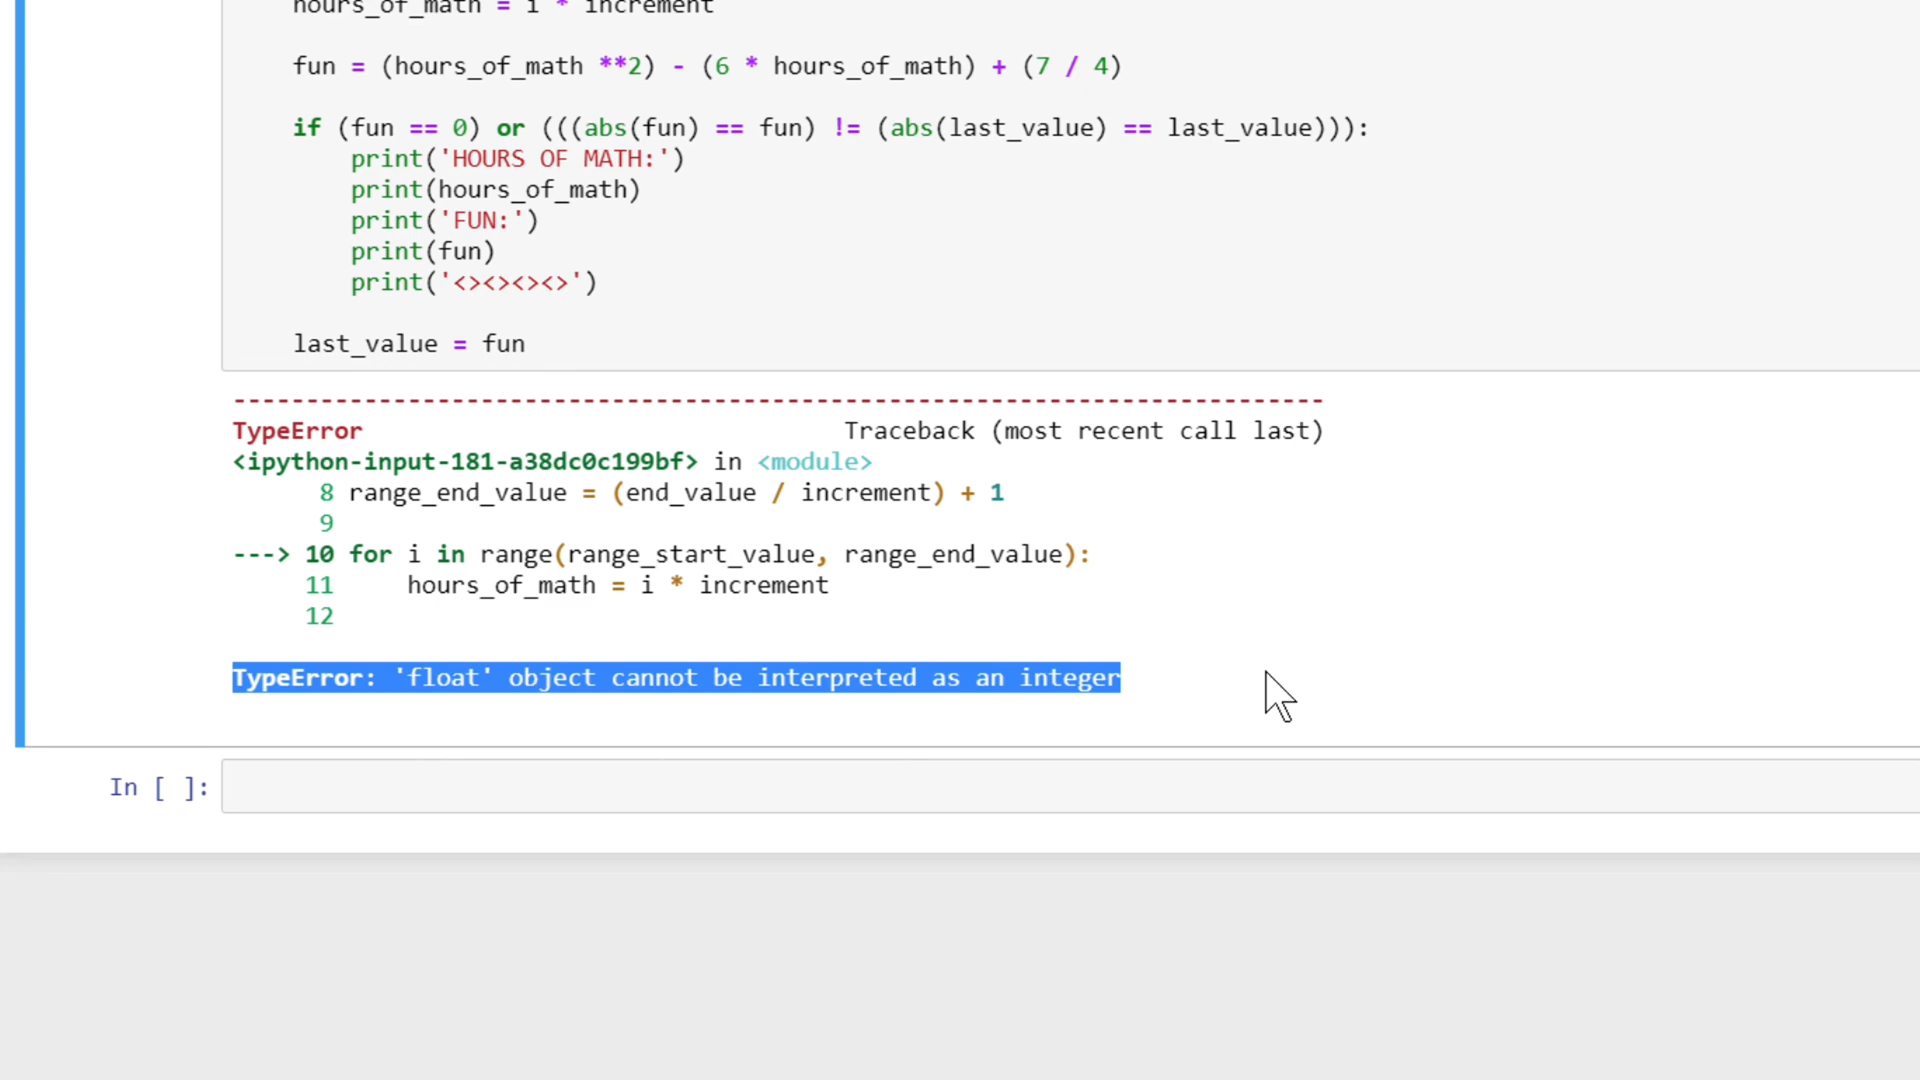 hours_of_math = i * increment
fun = (hours_of_math **2) - (6 * hours_of_math) + (7 / 4)
if (fun == 0) or (((abs(fun) == fun) != (abs(last_value) == last_value))):
print('HOURS OF MATH:')
print(hours_of_math)
print('FUN:')
print(fun)
print('<><><><>')
last_value = fun
---------------------------------------------------------------------------
TypeError Traceback (most recent call last)
<ipython-input-181-a38dc0c199bf> in <module>
8 range_end_value = (end_value / increment) + 1
9
---> 10 for i in range(range_start_value, range_end_value):
11 hours_of_math = i * increment
12
TypeError: 'float' object cannot be interpreted as an integer
In [ ]: